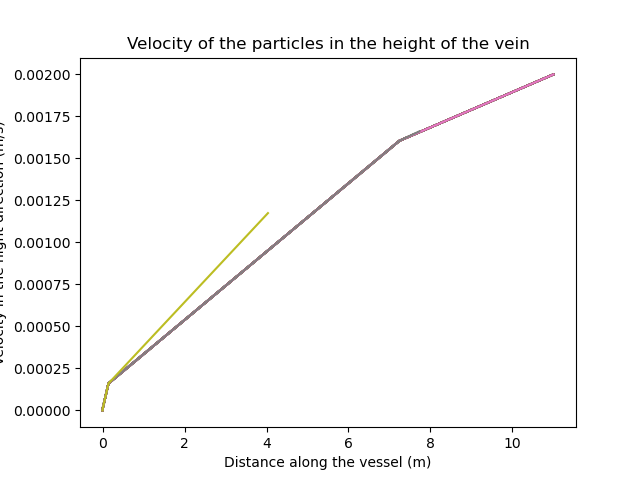 Velocity of the particles in the height of the vein
0.00200
0.00175
0.00150
0.00125
0.00100
0.00075
0.00050
0.00025
0.00000
velocity in the hight direction (m/s)
0 2 4 6 8 10
Distance along the vessel (m)